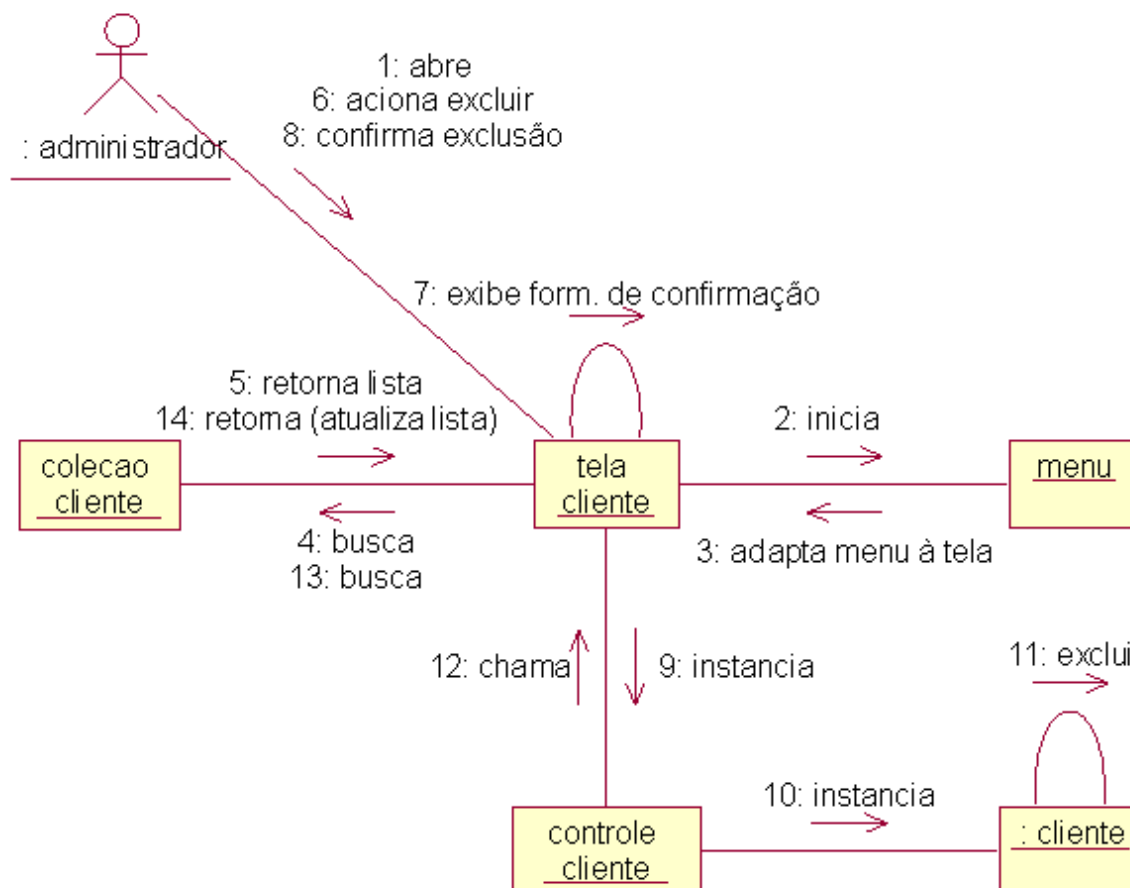 1: abre
6: aciona excluir
8: confirma exclusão
: administrador
7: exibe form. de confirmação
5: retorna lista
14: retorna (atualiza lista)
2: inicia
colecao
cliente
tela
cliente
menu
4: busca
13: busca
3: adapta menu à tela
12: chama
9: instancia
11: exclui
10: instancia
controle
cliente
: cliente